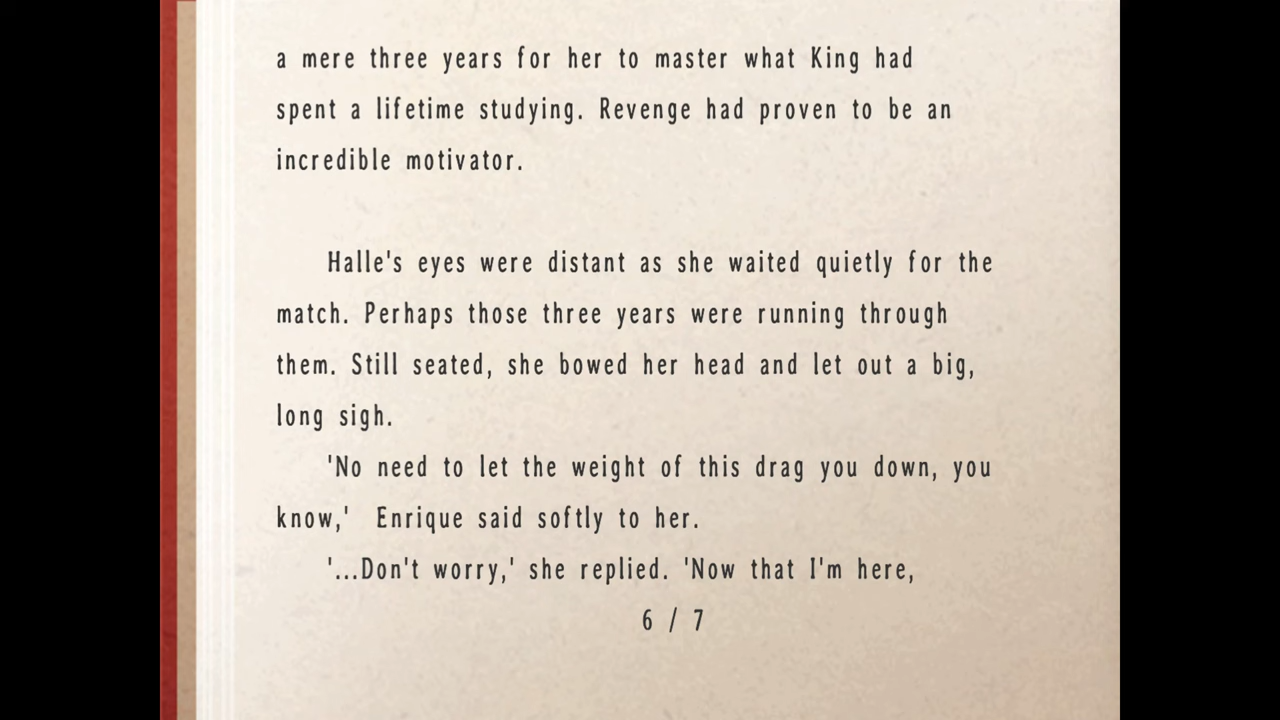 a mere three years for her to master what King had
spent a lifetime studying. Revenge had proven to be an
incredible motivator.
Halle's eyes were distant as she waited quietly for the
match. Perhaps those three years were running through
them. Still seated, she bowed her head and let out a big,
long sigh.
'No need to let the weight of this drag you down, you
know,'  Enrique said softly to her.
'...Don't worry,' she replied. 'Now that I'm here,
6 / 7